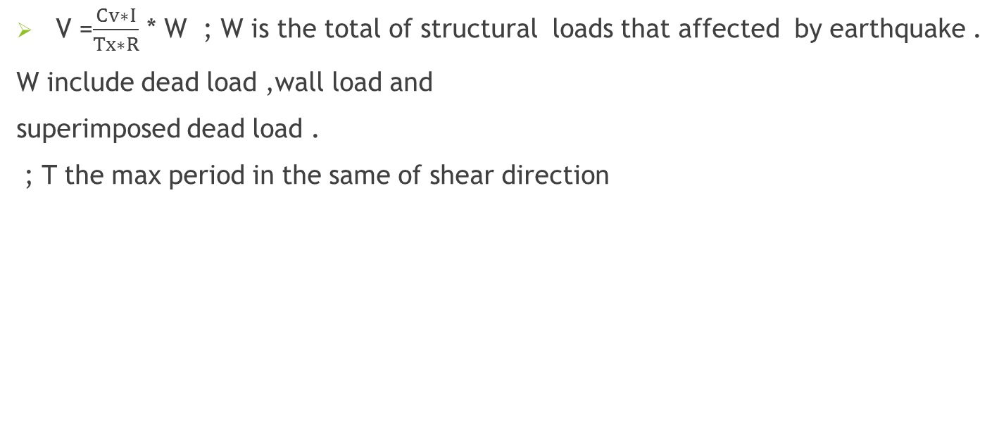 ➢ V = Cv∗I / Tx∗R * W ; W is the total of structural loads that affected by earthquake .
W include dead load ,wall load and
superimposed dead load .
; T the max period in the same of shear direction